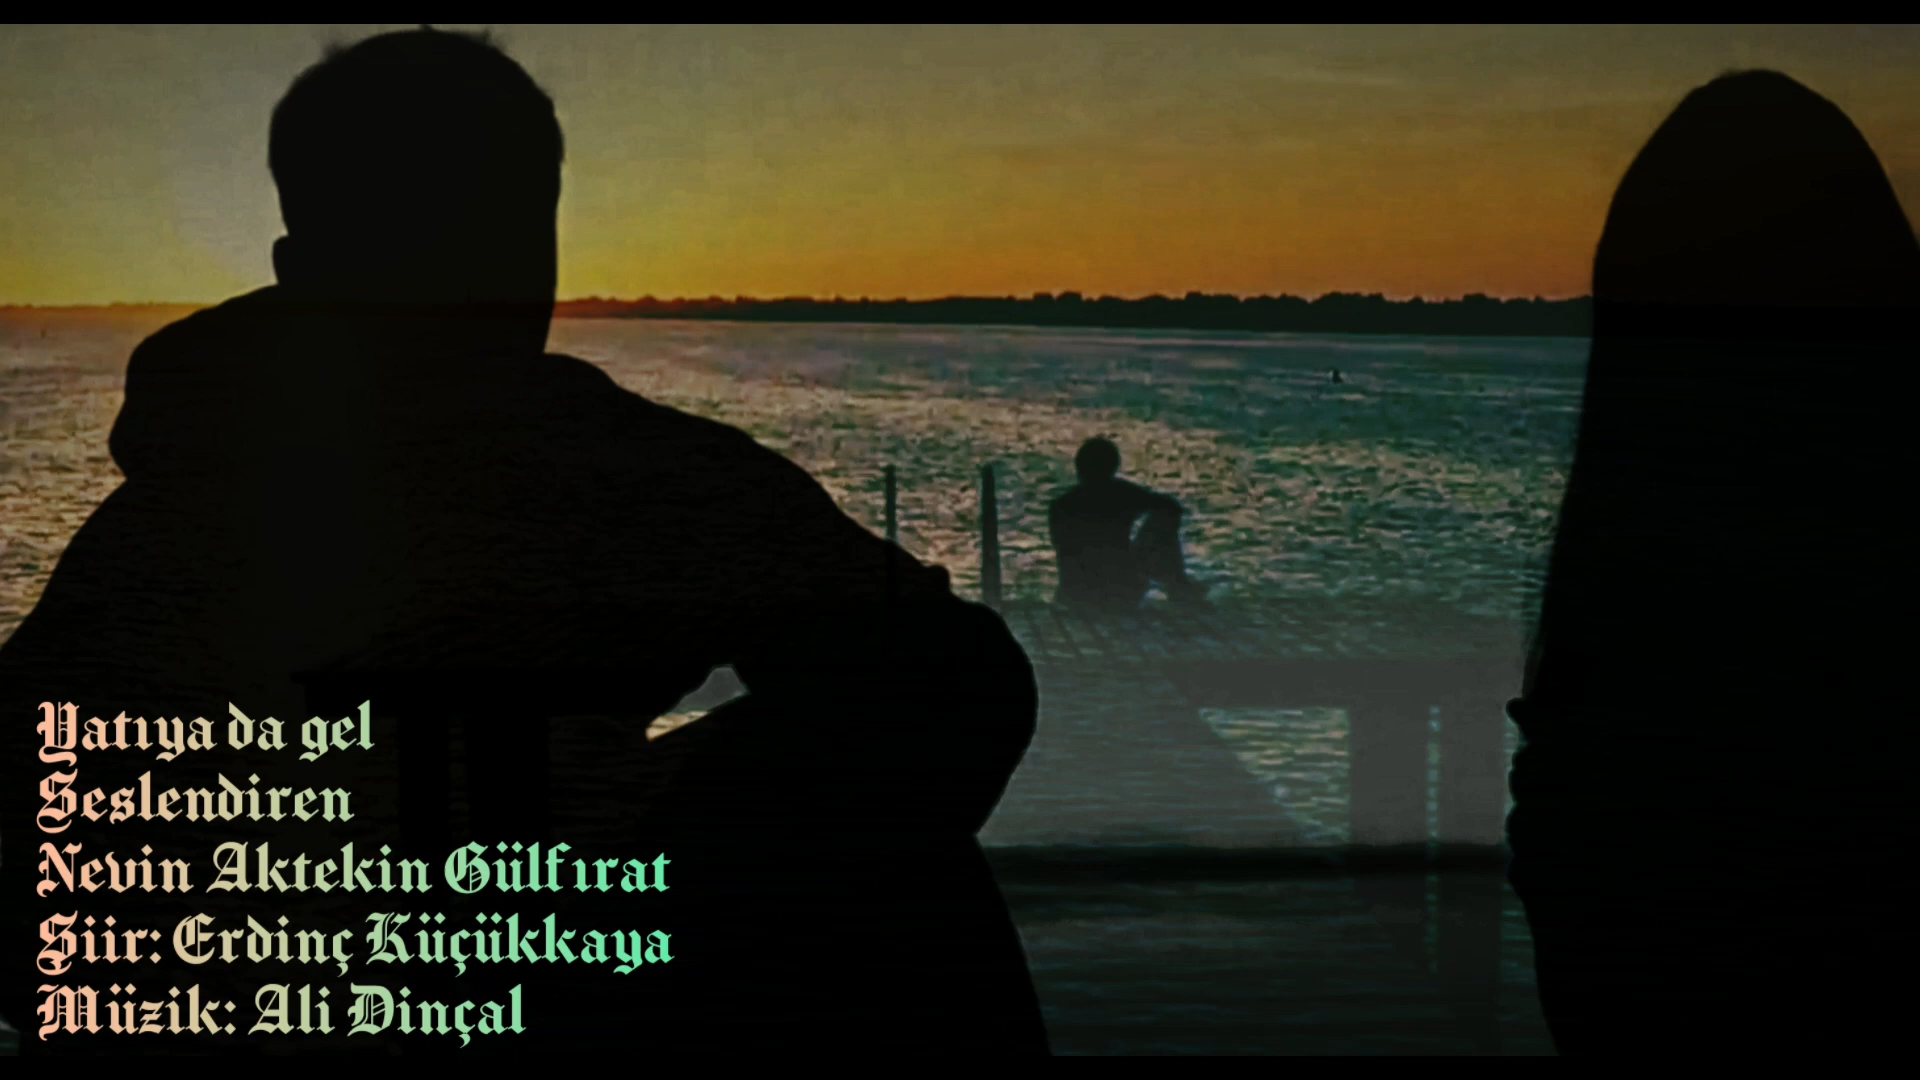 Yatıya da gel
Seslendiren
Nevin Aktekin Gülfırat
Şiir: Erdinç Küçükkaya
Müzik: Ali Dinçal